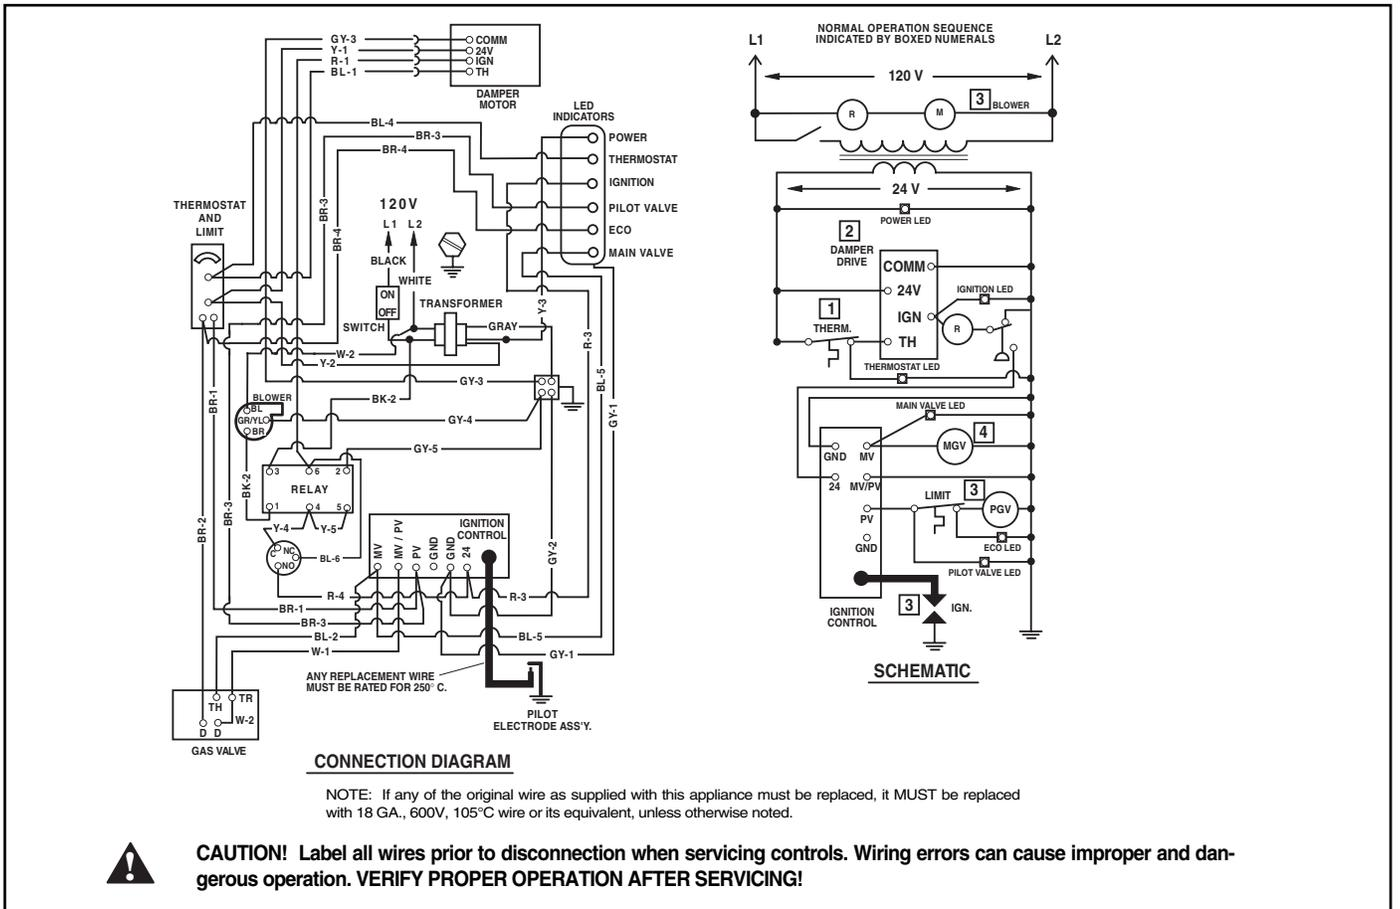 GY-3
Y-1
R-1
BL-1
COMM
24V
IGN
TH
DAMPER
MOTOR
LED
INDICATORS
BL-4
BR-3
BR-4
POWER
THERMOSTAT
IGNITION
PILOT VALVE
ECO
MAIN VALVE
THERMOSTAT
AND
LIMIT
BR-3
BR-4
120V
L1 L2
BLACK
WHITE
ON
OFF
SWITCH
TRANSFORMER
GRAY
Y-3
R-3
BL-5
GY-1
W-2
Y-2
GY-3
BK-2
GY-4
GY-5
BLOWER
BL
GR/YL
BR
BR-1
BK-2
BR-2
BR-3
3 6 2
RELAY
1 4 5
Y-4 Y-5
C NC
NO
BL-6
IGNITION
CONTROL
MV
MV / PV
PV
GND
GND
24
GY-2
R-4
R-3
BR-1
BR-3
BL-2
BL-5
W-1
GY-1
ANY REPLACEMENT WIRE
MUST BE RATED FOR 250° C.
PILOT
ELECTRODE ASS'Y.
TH
TR
W-2
D D
GAS VALVE
CONNECTION DIAGRAM
NORMAL OPERATION SEQUENCE
INDICATED BY BOXED NUMERALS
L1
L2
120 V
R
M
3 BLOWER
24 V
POWER LED
2
DAMPER
DRIVE
COMM
24V
IGN
TH
IGNITION LED
R
1
THERM.
THERMOSTAT LED
MAIN VALVE LED
GND MV
MGV
4
24 MV/PV
LIMIT
3
PV
PGV
GND
ECO LED
PILOT VALVE LED
IGNITION
CONTROL
3
IGN.
SCHEMATIC
NOTE: If any of the original wire as supplied with this appliance must be replaced, it MUST be replaced
with 18 GA., 600V, 105°C wire or its equivalent, unless otherwise noted.
CAUTION! Label all wires prior to disconnection when servicing controls. Wiring errors can cause improper and dan-
gerous operation. VERIFY PROPER OPERATION AFTER SERVICING!